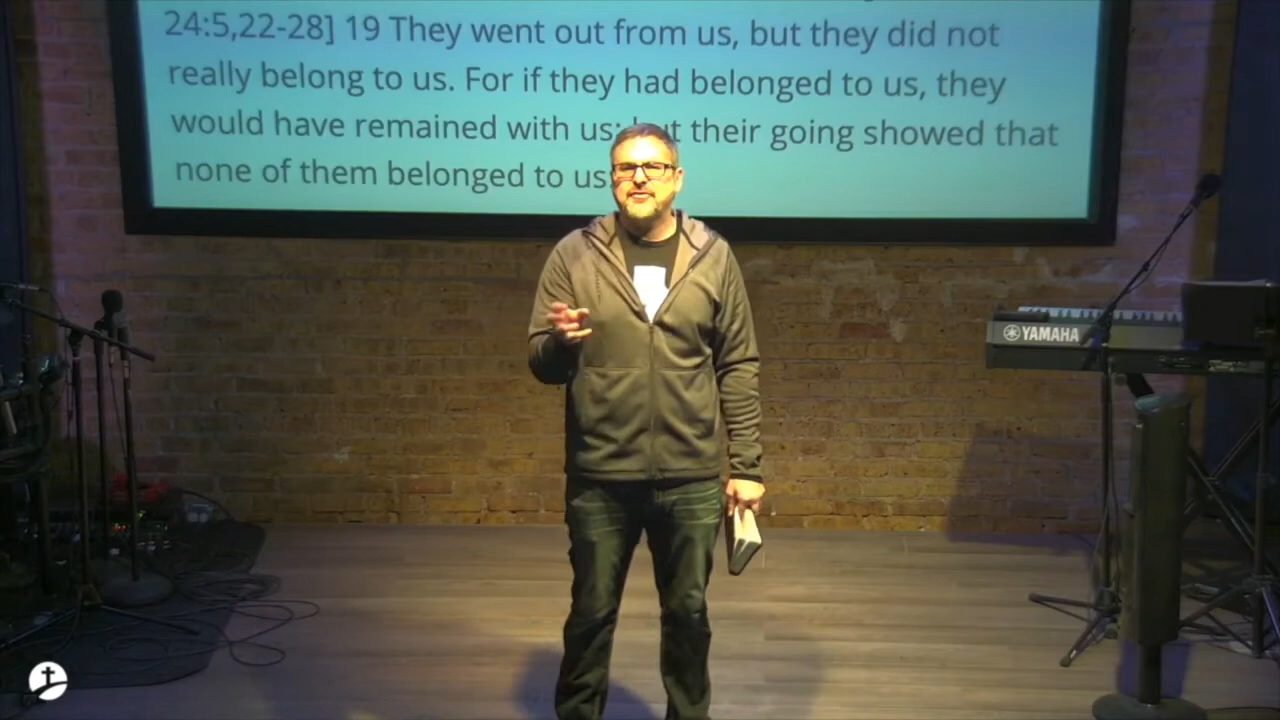 24:5,22-28] 19 They went out from us, but they did not
really belong to us. For if they had belonged to us, they
would have remained with us; but their going showed that
none of them belonged to us
YAMAHA